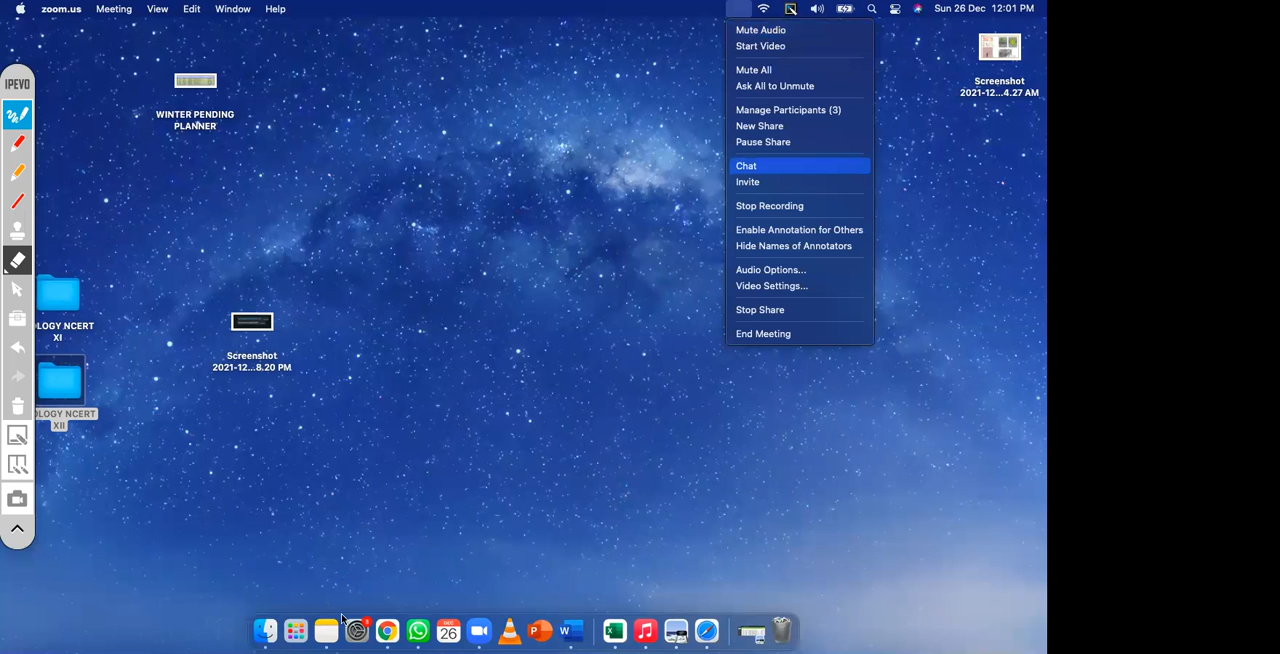 zoom.us Meeting View Edit Window Help Sun 26 Dec 12:01 PM
Mute Audio
Start Video
Mute All
Ask All to Unmute
Manage Participants (3)
New Share
Pause Share
Chat
Invite
Stop Recording
Enable Annotation for Others
Hide Names of Annotators
Audio Options...
Video Settings...
Stop Share
End Meeting
IPEVO
WINTER PENDING
PLANNER
Screenshot
2021-12...4.27 AM
OLOGY NCERT
XI
Screenshot
2021-12...8.20 PM
OLOGY NCERT
XII
DEC
26